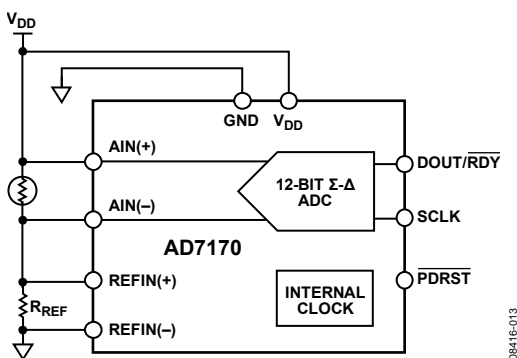 VDD
GND
VDD
AIN(+)
DOUT/RDY
12-BIT Σ-Δ
ADC
AIN(–)
SCLK
AD7170
REFIN(+)
PDRST
INTERNAL
CLOCK
RREF
REFIN(–)
08416-013